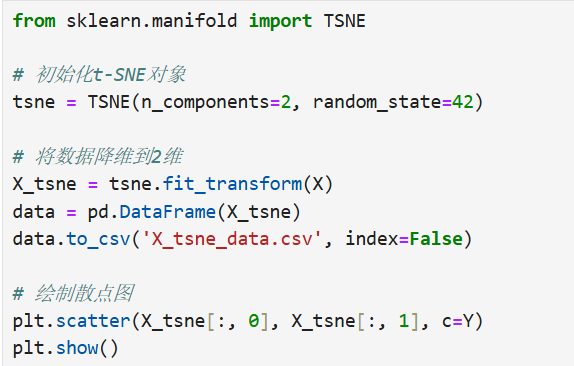 from sklearn.manifold import TSNE
# 初始化t-SNE对象
tsne = TSNE(n_components=2, random_state=42)
# 将数据降维到2维
X_tsne = tsne.fit_transform(X)
data = pd.DataFrame(X_tsne)
data.to_csv('X_tsne_data.csv', index=False)
# 绘制散点图
plt.scatter(X_tsne[:, 0], X_tsne[:, 1], c=Y)
plt.show()